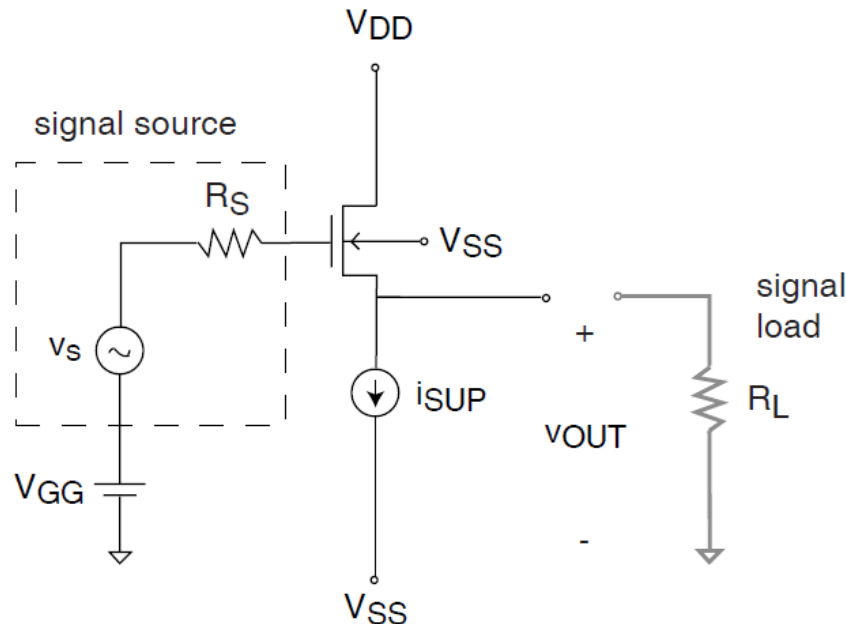 VDD
signal source
RS
VSS
signal
load
+
vs
iSUP
RL
vOUT
VGG
-
VSS